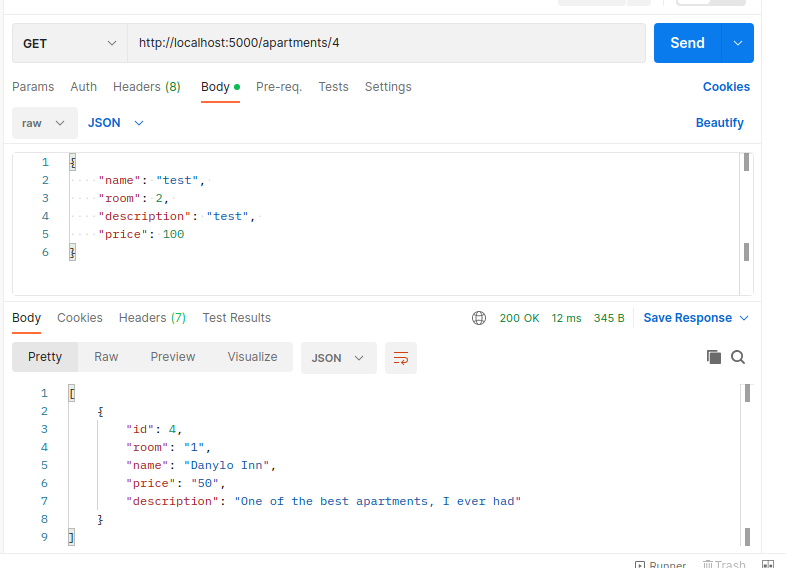 GET http://localhost:5000/apartments/4 Send
Params Auth Headers (8) Body Pre-req. Tests Settings Cookies
raw JSON Beautify
1 {
2 "name": "test",
3 "room": 2,
4 "description": "test",
5 "price": 100
6 }
Body Cookies Headers (7) Test Results 200 OK 12 ms 345 B Save Response
Pretty Raw Preview Visualize JSON
1 [
2 {
3 "id": 4,
4 "room": "1",
5 "name": "Danylo Inn",
6 "price": "50",
7 "description": "One of the best apartments, I ever had"
8 }
9 ]
Runner Trash